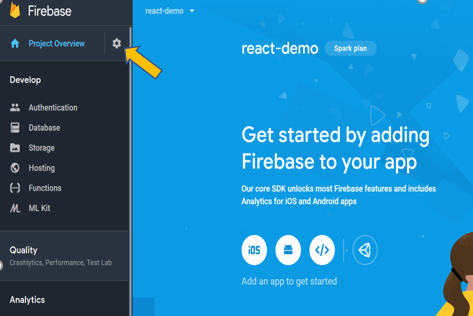 Firebase
react-demo
Project Overview
react-demo
Spark plan
Develop
Authentication
Database
Storage
Hosting
Functions
ML Kit
Get started by adding
Firebase to your app
Our core SDK unlocks most Firebase features and includes
Analytics for iOS and Android apps
iOS
Add an app to get started
Quality
Crashlytics, Performance, Test Lab
Analytics